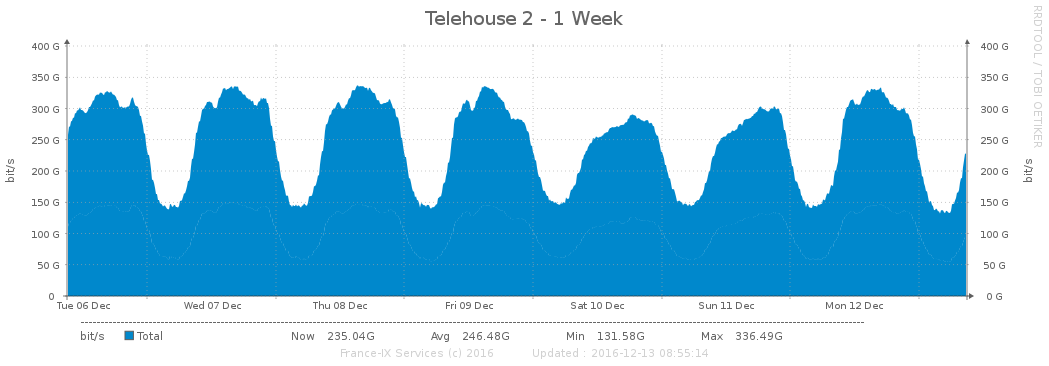 Telehouse 2 - 1 Week
RRDTOOL / TOBI OETIKER
400 G 400 G
350 G 350 G
300 G 300 G
250 G 250 G
200 G 200 G
150 G 150 G
100 G 100 G
50 G 50 G
0 0 G
bit/s
bit/s
Tue 06 Dec Wed 07 Dec Thu 08 Dec Fri 09 Dec Sat 10 Dec Sun 11 Dec Mon 12 Dec
bit/s Total Now 235.04G Avg 246.48G Min 131.58G Max 336.49G
France-IX Services (c) 2016 Updated : 2016-12-13 08:55:14